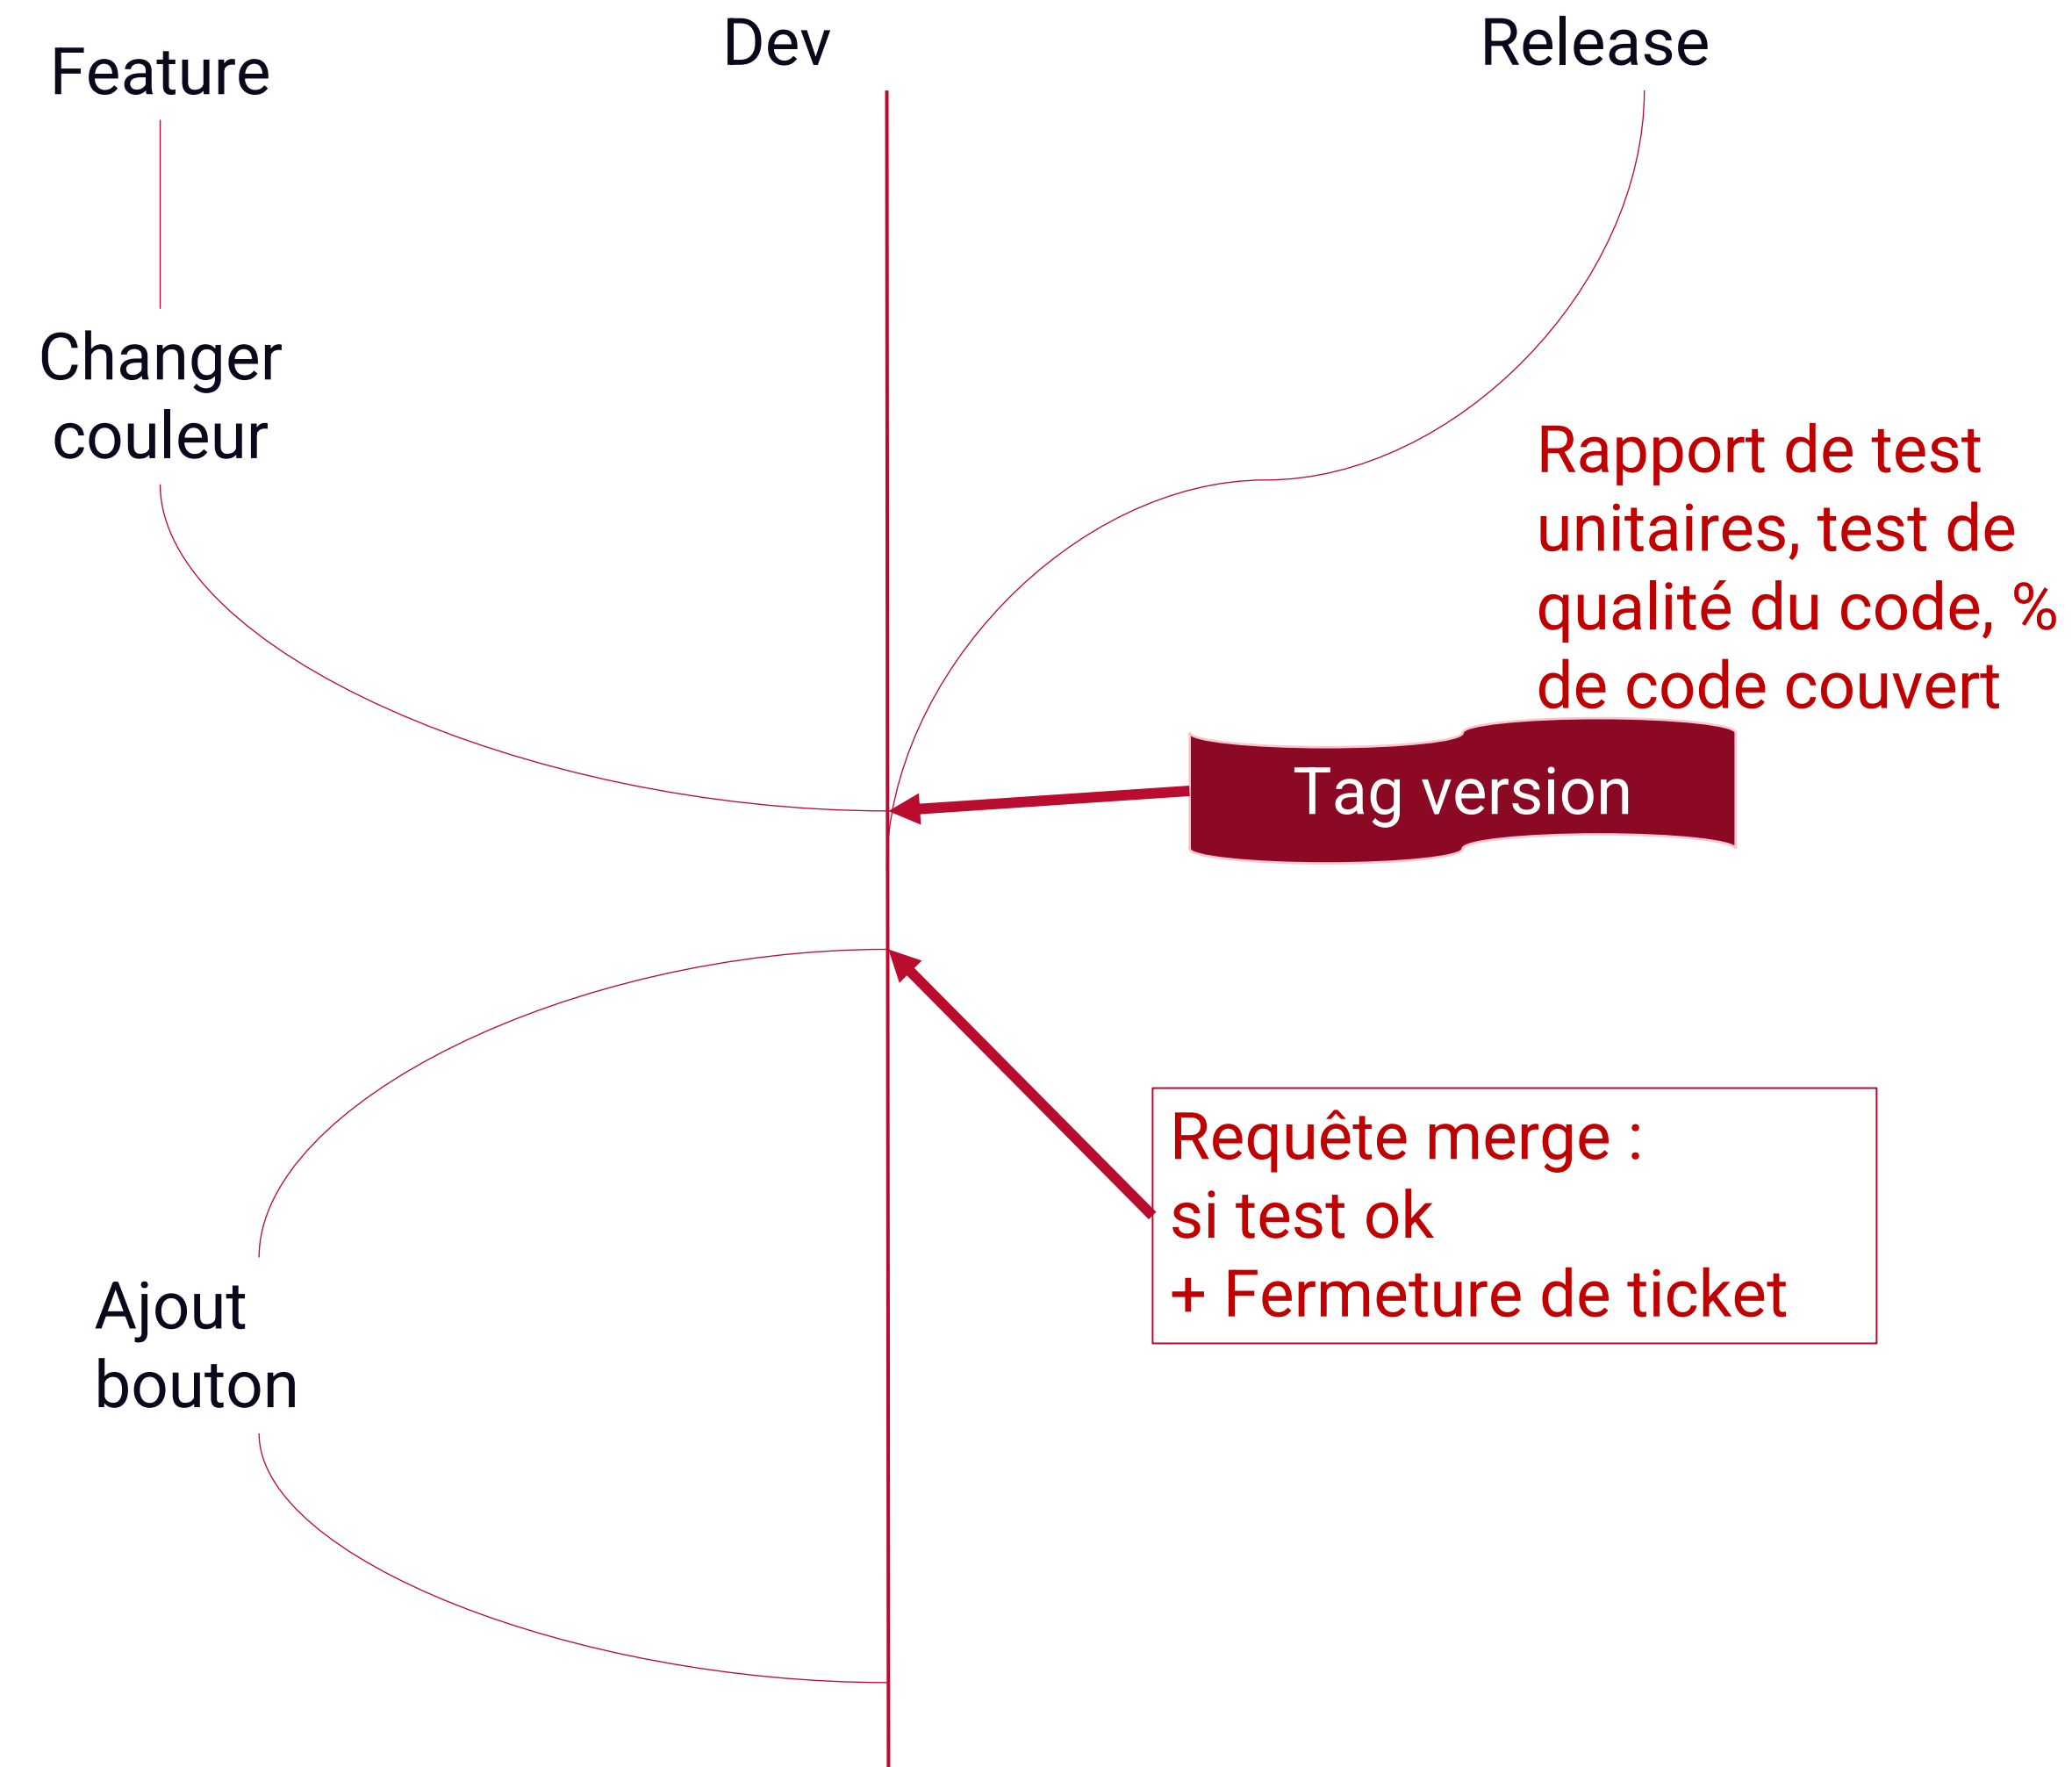 Feature
Dev
Release
Changer
couleur
Rapport de test
unitaires, test de
qualité du code, %
de code couvert
Tag version
Requête merge :
si test ok
+ Fermeture de ticket
Ajout
bouton